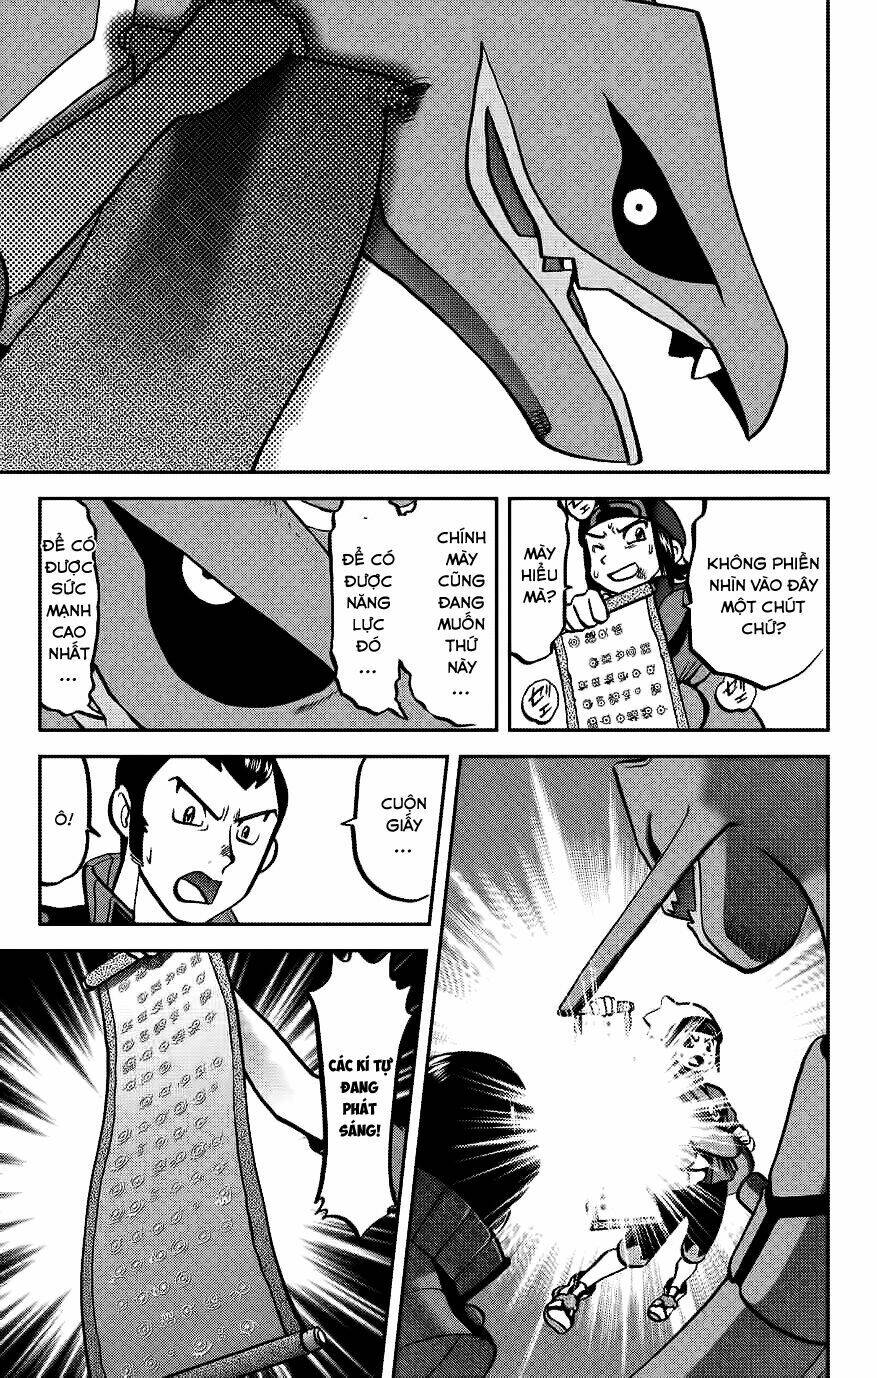 KHÔNG PHIỀN
NHÌN VÀO ĐÂY
MỘT CHÚT
CHỨ?
MÀY
HIỂU
MÀ?
CHÍNH
MÀY
CŨNG
ĐANG
MUỐN
THỨ
NÀY
...
ĐỂ CÓ
ĐƯỢC
NĂNG
LỰC
ĐÓ
...
ĐỂ CÓ
ĐƯỢC
SỨC
MẠNH
CAO
NHẤT
...
CUỘN
GIẤY
...
Ô!
CÁC KÍ TỰ
ĐANG
PHÁT
SÁNG!